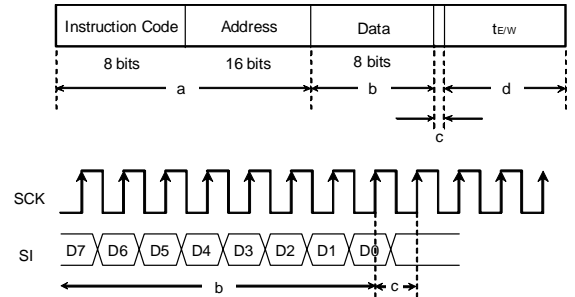 Instruction Code Address Data tE/W
8 bits 16 bits 8 bits
a b d
c
SCK
SI D7 D6 D5 D4 D3 D2 D1 D0
b c